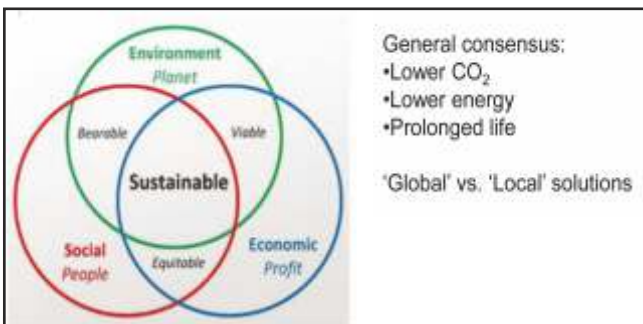 Environment
Planet
Bearable
Viable
Sustainable
Social
People
Equitable
Economic
Profit
General consensus:
•Lower CO₂
•Lower energy
•Prolonged life
'Global' vs. 'Local' solutions